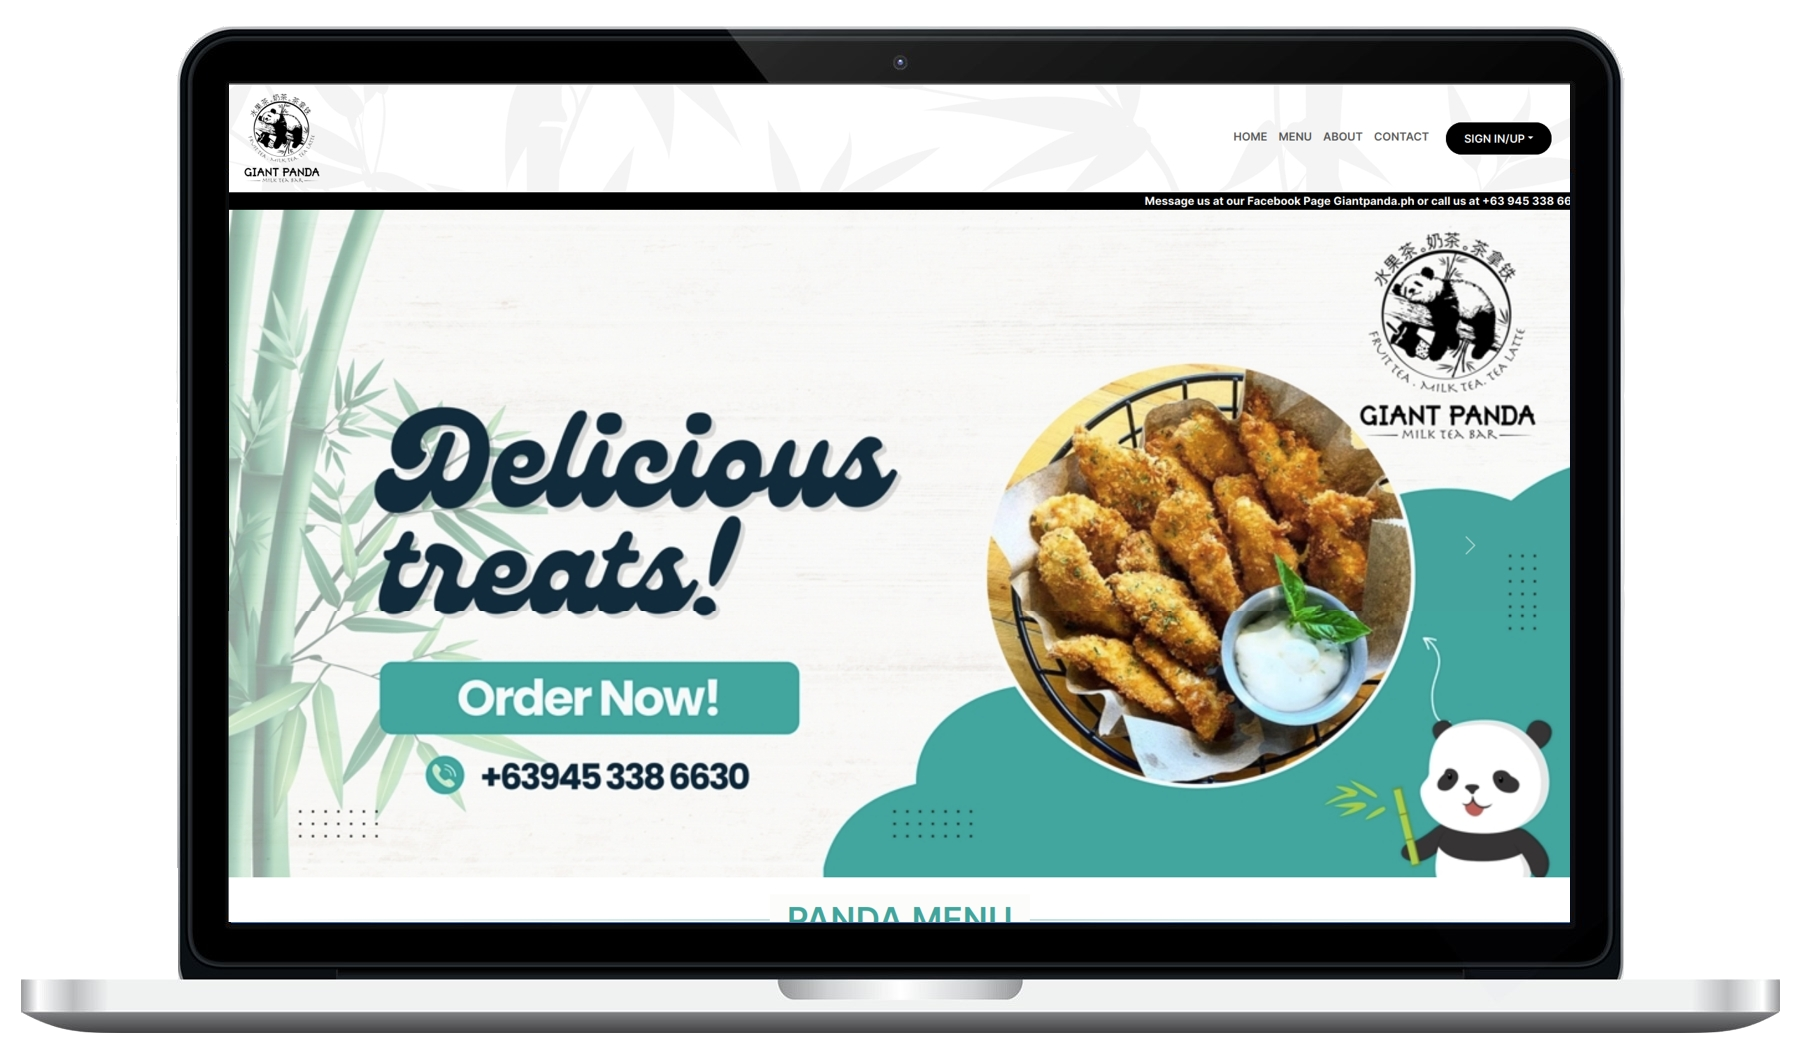 水果茶。奶茶。茶拿铁
FRUIT TEA . MILK TEA. TEA LATTE
GIANT PANDA
MILK TEA BAR
HOME MENU ABOUT CONTACT SIGN IN/UP
Message us at our Facebook Page Giantpanda.ph or call us at +63 945 338 66
水果茶。奶茶。茶拿铁
FRUIT TEA . MILK TEA. TEA LATTE
GIANT PANDA
MILK TEA BAR
Delicious
treats!
Order Now!
+63945 338 6630
PANDA MENU